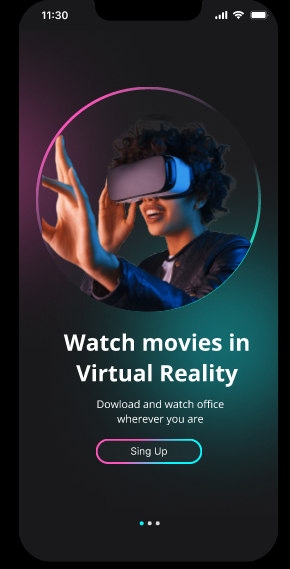 11:30
Watch movies in
Virtual Reality
Dowload and watch office
wherever you are
Sing Up